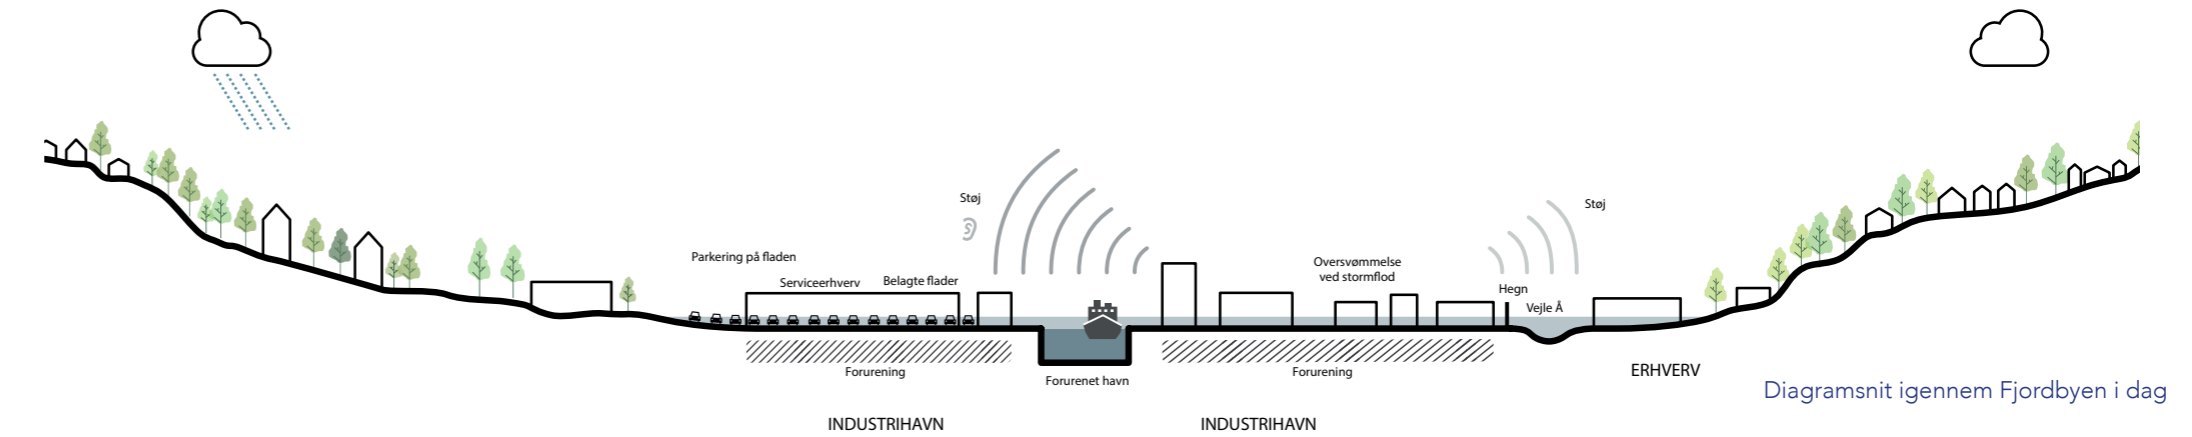 Støj
Støj
Parkering på fladen
Serviceerhverv
Belagte flader
Oversvømmelse
ved stormflod
Hegn
Vejle Å
Forurening
Forurenet havn
Forurening
ERHVERV
Diagramsnit igennem Fjordbyen i dag
INDUSTRIHAVN
INDUSTRIHAVN